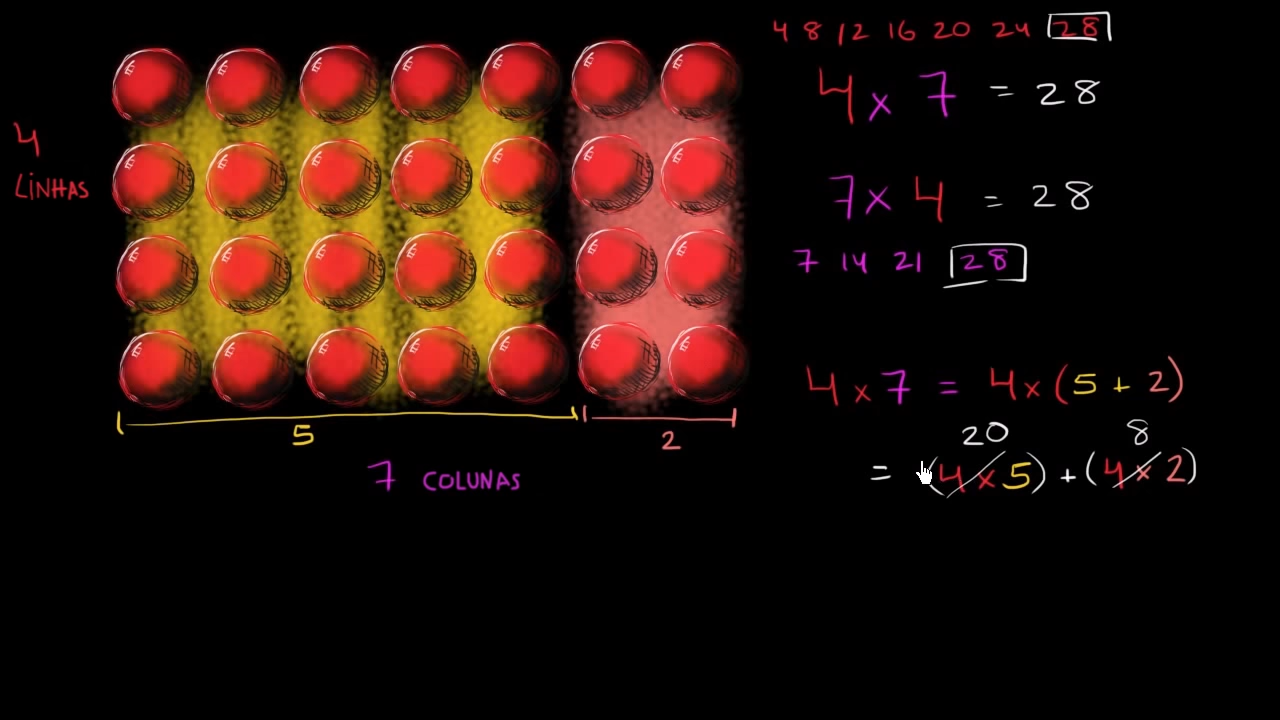 4
LINHAS
5
2
7 COLUNAS
4 8 12 16 20 24 28
4 x 7 = 28
7 x 4 = 28
7 14 21 28
4 x 7 = 4 x (5 + 2)
20 8
= (4 x 5) + (4 x 2)